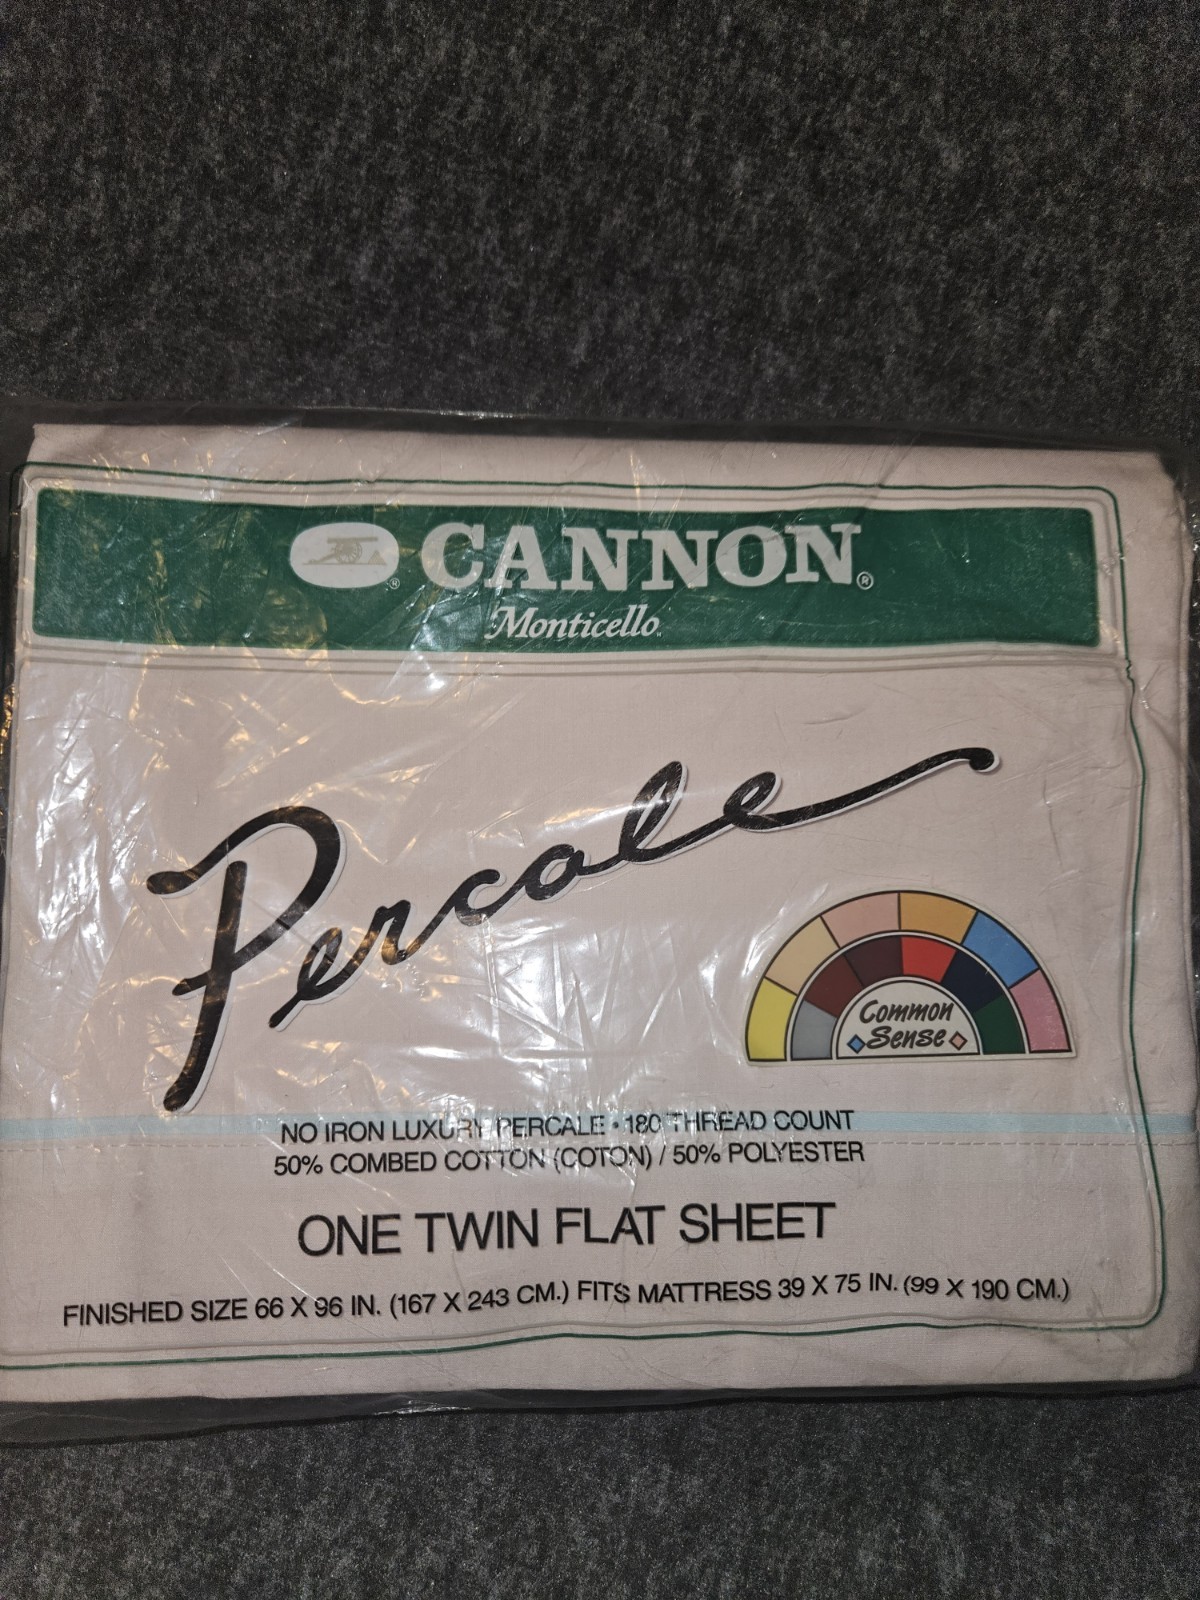 CANNON®
Monticello™
Percale
Common
Sense
NO IRON LUXURY PERCALE • 180 THREAD COUNT
50% COMBED COTTON (COTON) / 50% POLYESTER
ONE TWIN FLAT SHEET
FINISHED SIZE 66 X 96 IN. (167 X 243 CM.) FITS MATTRESS 39 X 75 IN. (99 X 190 CM.)